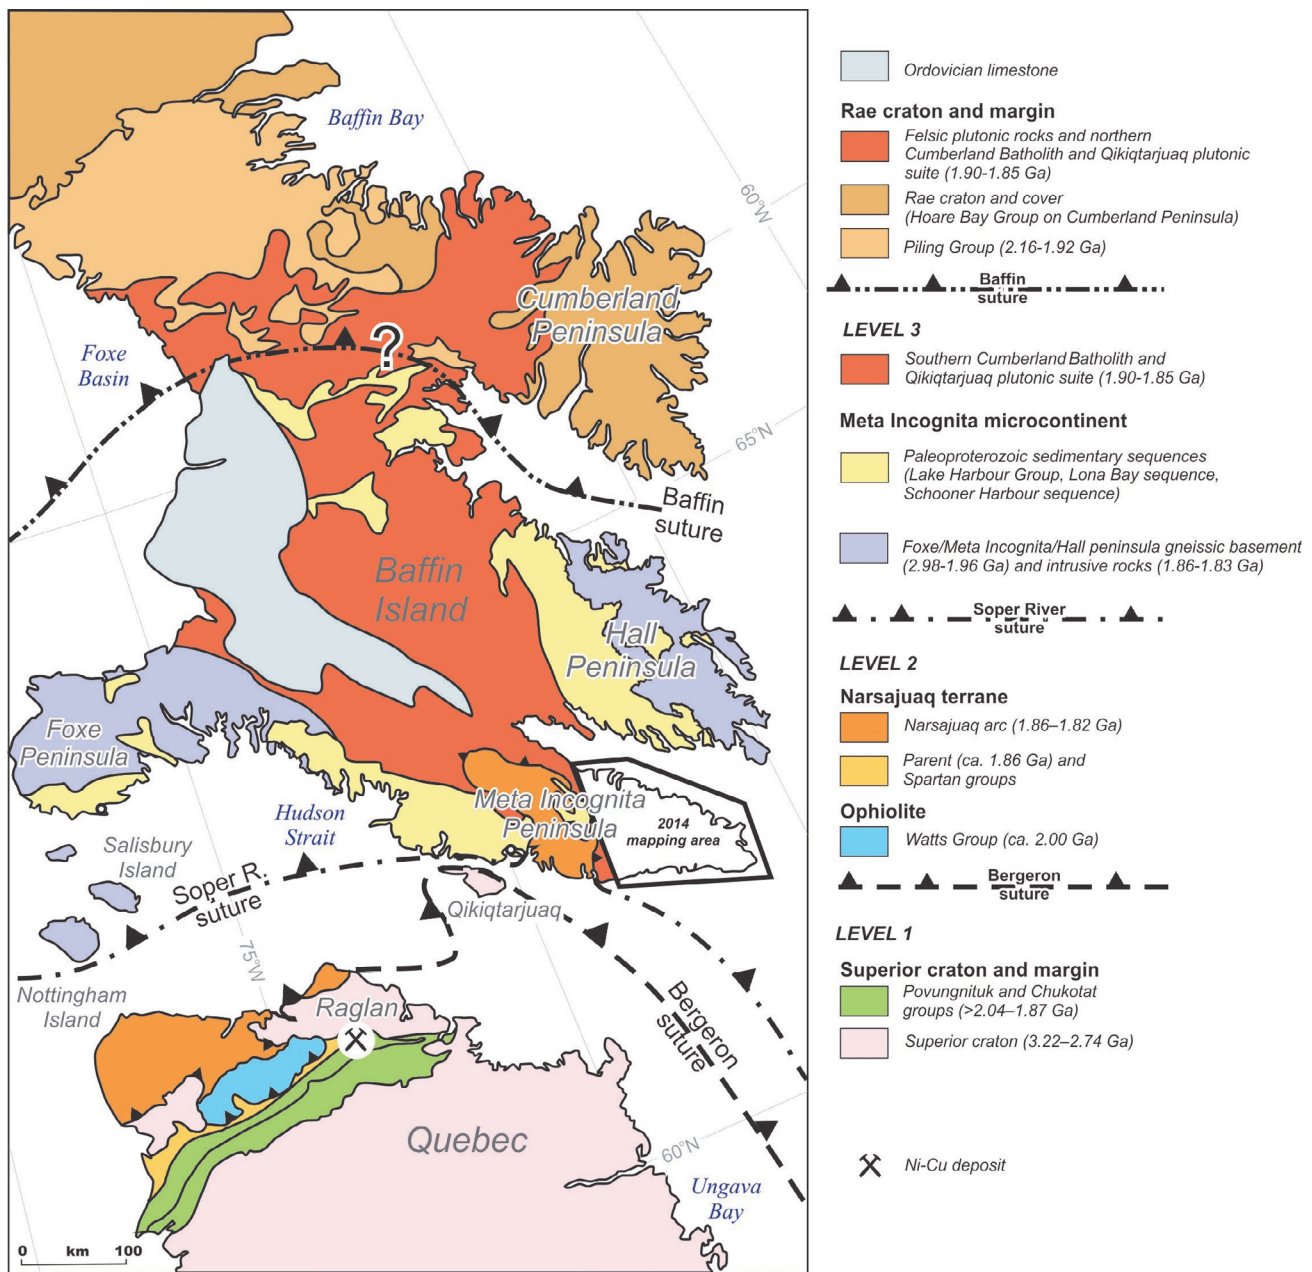 Baffin Bay
60°W
Cumberland
Peninsula
?
Foxe
Basin
65°N
Baffin
suture
Baffin
Island
Hall
Peninsula
Foxe
Peninsula
Meta Incognita
Peninsula
2014
mapping area
Hudson
Strait
Salisbury
Island
Soper R.
suture
Qikiqtarjuaq
75°W
Nottingham
Island
Raglan
Bergeron
suture
Quebec
60°N
Ungava
Bay
0 km 100
Ordovician limestone
Rae craton and margin
Felsic plutonic rocks and northern
Cumberland Batholith and Qikiqtarjuaq plutonic
suite (1.90-1.85 Ga)
Rae craton and cover
(Hoare Bay Group on Cumberland Peninsula)
Piling Group (2.16-1.92 Ga)
Baffin
suture
LEVEL 3
Southern Cumberland Batholith and
Qikiqtarjuaq plutonic suite (1.90-1.85 Ga)
Meta Incognita microcontinent
Paleoproterozoic sedimentary sequences
(Lake Harbour Group, Lona Bay sequence,
Schooner Harbour sequence)
Foxe/Meta Incognita/Hall peninsula gneissic basement
(2.98-1.96 Ga) and intrusive rocks (1.86-1.83 Ga)
Soper River
suture
LEVEL 2
Narsajuaq terrane
Narsajuaq arc (1.86–1.82 Ga)
Parent (ca. 1.86 Ga) and
Spartan groups
Ophiolite
Watts Group (ca. 2.00 Ga)
Bergeron
suture
LEVEL 1
Superior craton and margin
Povungnituk and Chukotat
groups (>2.04–1.87 Ga)
Superior craton (3.22–2.74 Ga)
Ni-Cu deposit